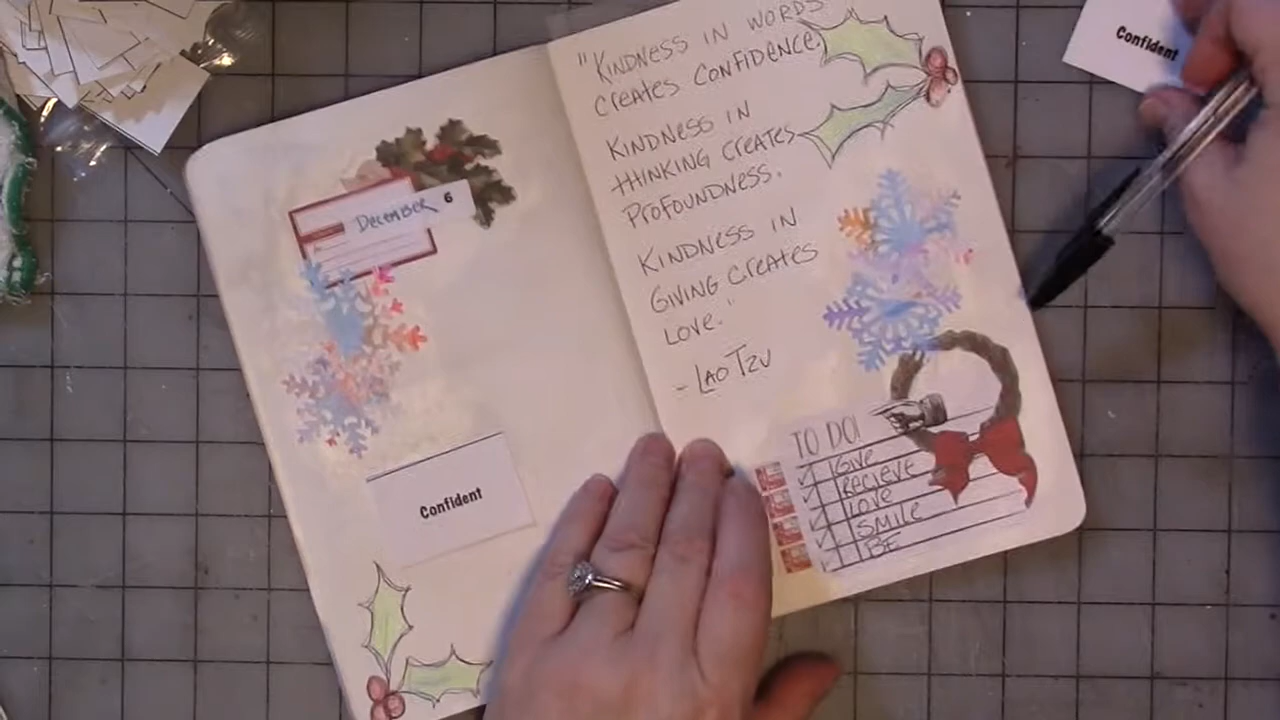 December 6
Confident
"KINDNESS IN WORDS
CREATES CONFIDENCE.
KINDNESS IN
THINKING CREATES
PROFOUNDNESS.
KINDNESS IN
GIVING CREATES
LOVE."
- LAO TZU
TO DO!
GIVE
RECIEVE
LOVE
SMILE
BE
Confident